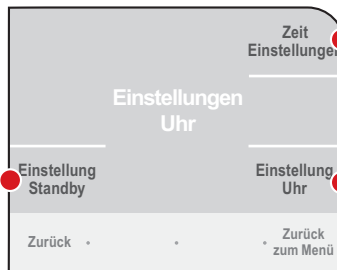 Zeit
Einstellungen
Einstellungen
Uhr
Einstellung
Standby
Einstellung
Uhr
Zurück
Zurück
zum Menü